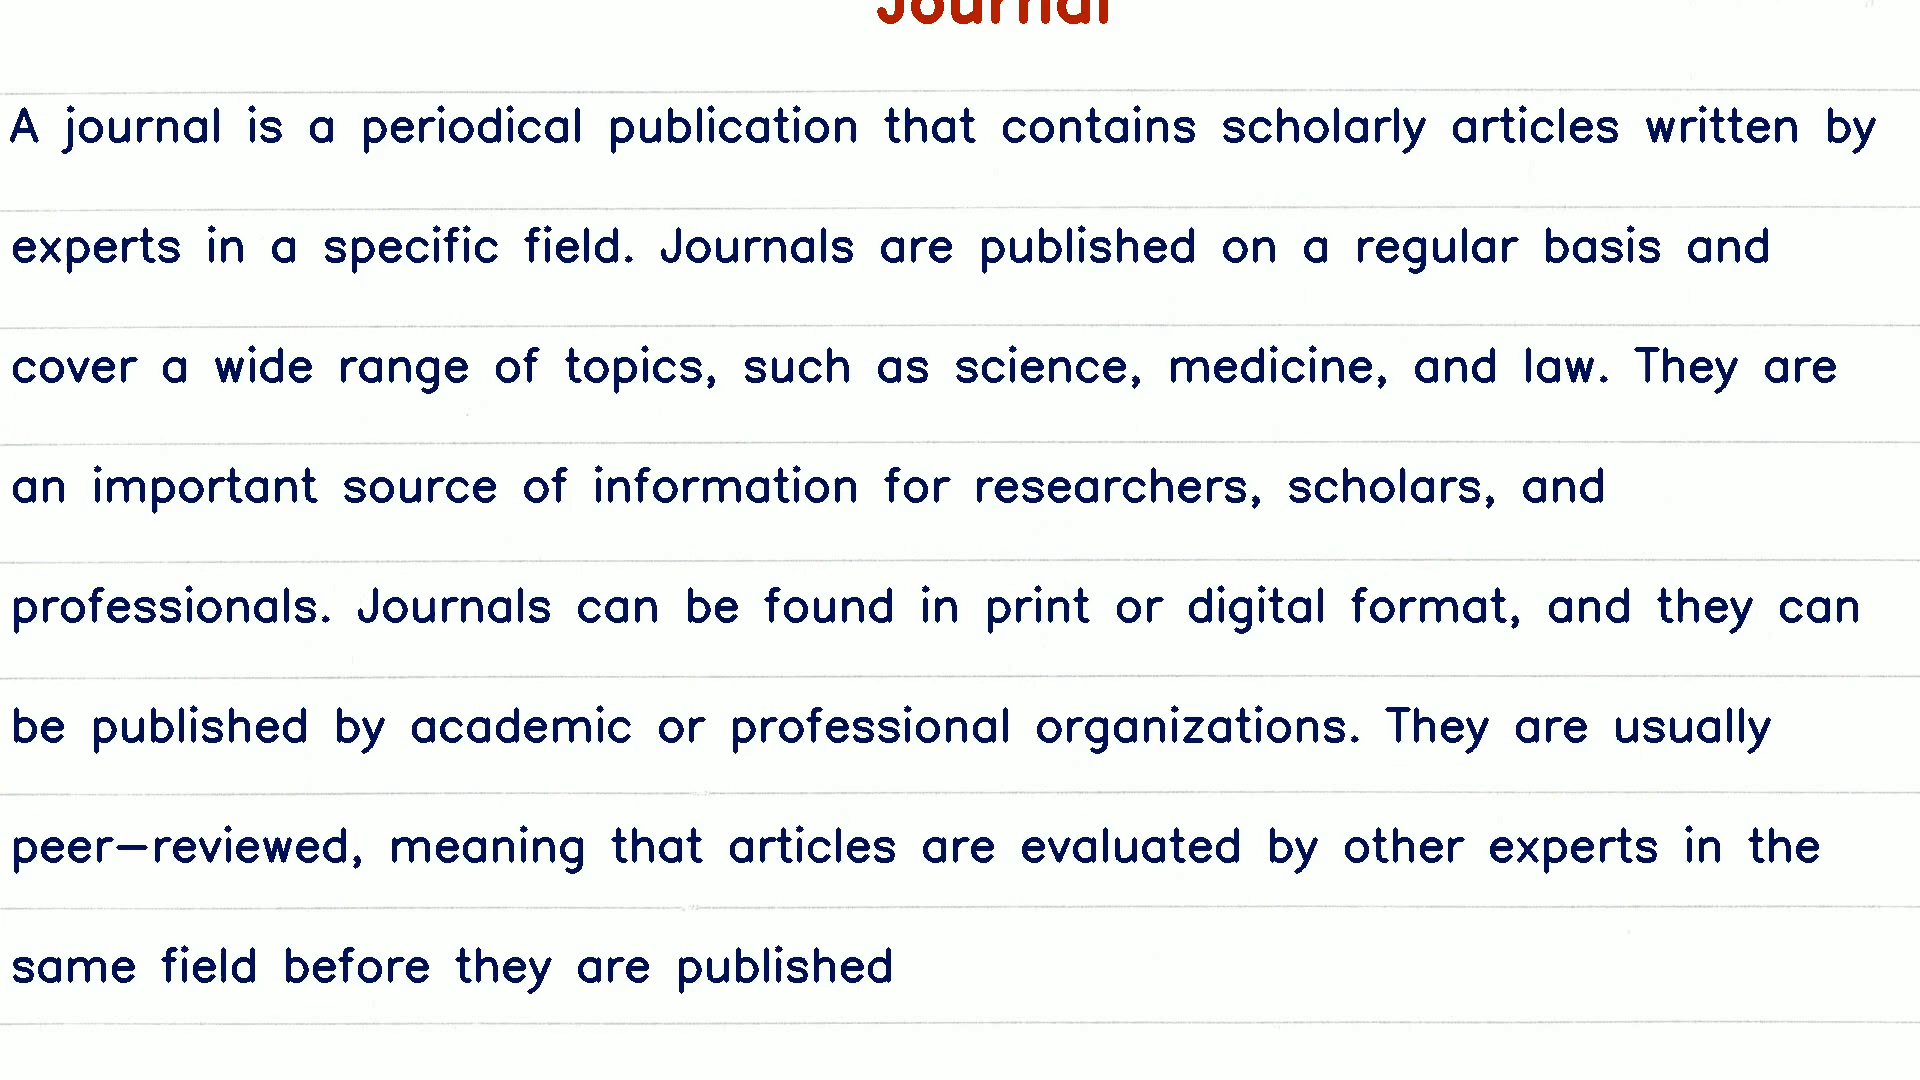 Journal
A journal is a periodical publication that contains scholarly articles written by
experts in a specific field. Journals are published on a regular basis and
cover a wide range of topics, such as science, medicine, and law. They are
an important source of information for researchers, scholars, and
professionals. Journals can be found in print or digital format, and they can
be published by academic or professional organizations. They are usually
peer–reviewed, meaning that articles are evaluated by other experts in the
same field before they are published